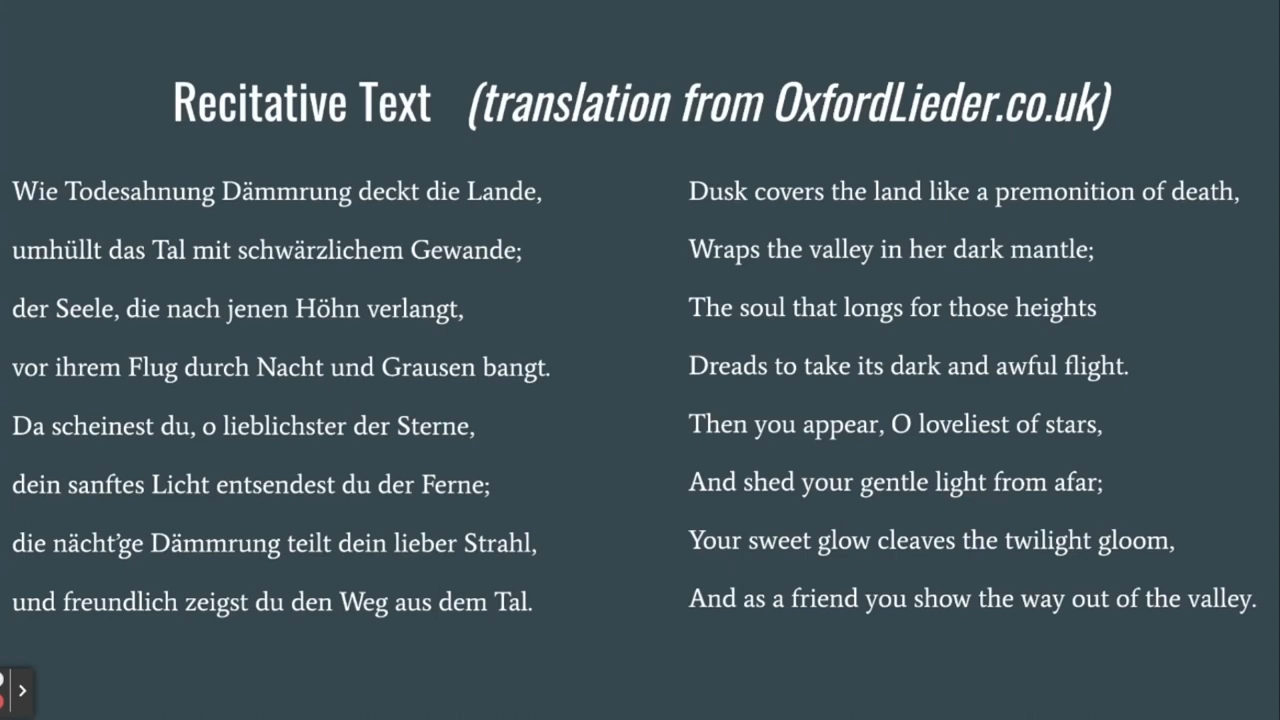 Recitative Text (translation from OxfordLieder.co.uk)
Wie Todesahnung Dämmrung deckt die Lande,
umhüllt das Tal mit schwärzlichem Gewande;
der Seele, die nach jenen Höhn verlangt,
vor ihrem Flug durch Nacht und Grausen bangt.
Da scheinest du, o lieblichster der Sterne,
dein sanftes Licht entsendest du der Ferne;
die nächt’ge Dämmrung teilt dein lieber Strahl,
und freundlich zeigst du den Weg aus dem Tal.
Dusk covers the land like a premonition of death,
Wraps the valley in her dark mantle;
The soul that longs for those heights
Dreads to take its dark and awful flight.
Then you appear, O loveliest of stars,
And shed your gentle light from afar;
Your sweet glow cleaves the twilight gloom,
And as a friend you show the way out of the valley.